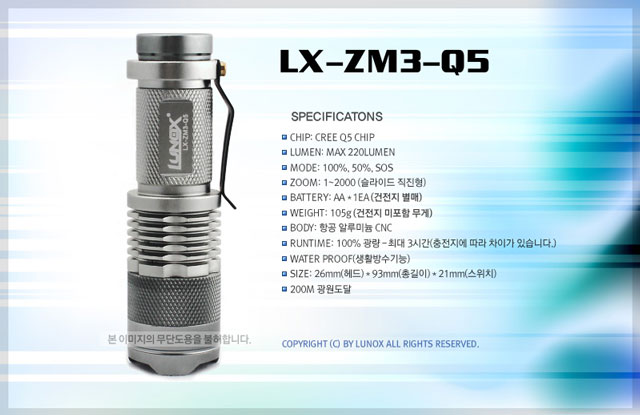 LX-ZM3-Q5
SPECIFICATONS
CHIP: CREE Q5 CHIP
LUMEN: MAX 220LUMEN
MODE: 100%, 50%, SOS
ZOOM: 1~2000 (슬라이드 직진형)
BATTERY: AA * 1EA (건전지 별매)
WEIGHT: 105g (건전지 미포함 무게)
BODY: 항공 알루미늄 CNC
RUNTIME: 100% 광량 - 최대 3시간(충전지에 따라 차이가 있습니다.)
WATER PROOF(생활방수기능)
SIZE: 26mm(헤드) * 93mm(총길이) * 21mm(스위치)
200M 광원도달
LUNOX®
LX-ZM3-Q5
본 이미지의 무단도용을 불허합니다.
COPYRIGHT (C) BY LUNOX ALL RIGHTS RESERVED.